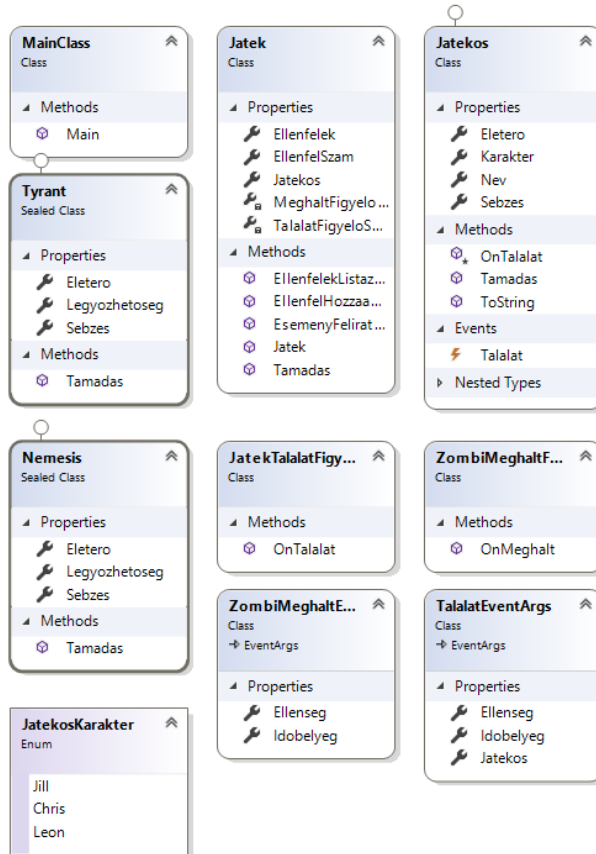 MainClass
Class
Methods
Main
Jatek
Class
Properties
Ellenfelek
EllenfelSzam
Jatekos
MeghaltFigyelo ...
TalalatFigyeloS...
Methods
EllenfelekListaz...
EllenfelHozzaa...
EsemenyFelirat...
Jatek
Tamadas
Jatekos
Class
Properties
Eletero
Karakter
Nev
Sebzes
Methods
OnTalalat
Tamadas
ToString
Events
Talalat
Nested Types
Tyrant
Sealed Class
Properties
Eletero
Legyozhetoseg
Sebzes
Methods
Tamadas
Nemesis
Sealed Class
Properties
Eletero
Legyozhetoseg
Sebzes
Methods
Tamadas
JatekTalalatFigy...
Class
Methods
OnTalalat
ZombiMeghaltF...
Class
Methods
OnMeghalt
ZombiMeghaltE...
Class
EventArgs
Properties
Ellenseg
Idobelyeg
TalalatEventArgs
Class
EventArgs
Properties
Ellenseg
Idobelyeg
Jatekos
JatekosKarakter
Enum
Jill
Chris
Leon